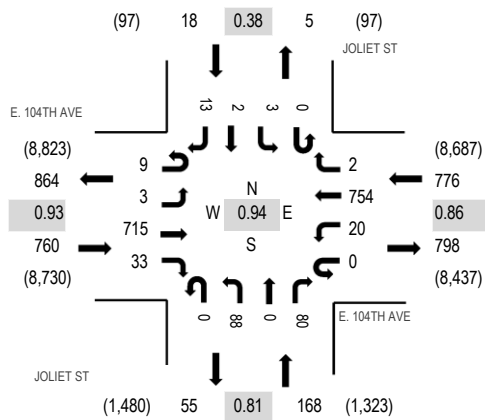 (97) 18 0.38 5 (97)
JOLIET ST
13 2 3 0
E. 104TH AVE
(8,823) (8,687)
9 2
864 776
3 N 754
0.93 W 0.94 E 0.86
715 20
760 S 798
33 0
(8,730) (8,437)
0 88 0 80
E. 104TH AVE
JOLIET ST
(1,480) 55 0.81 168 (1,323)